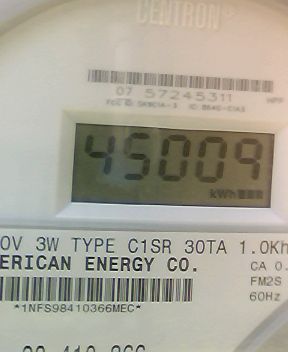 CENTRON
07 57245311
45009
kWh
0V 3W TYPE C1SR 30TA 1.0Kh
ERICAN ENERGY CO.
CA 0.
FM2S
60Hz
*1NFS98410366MEC*